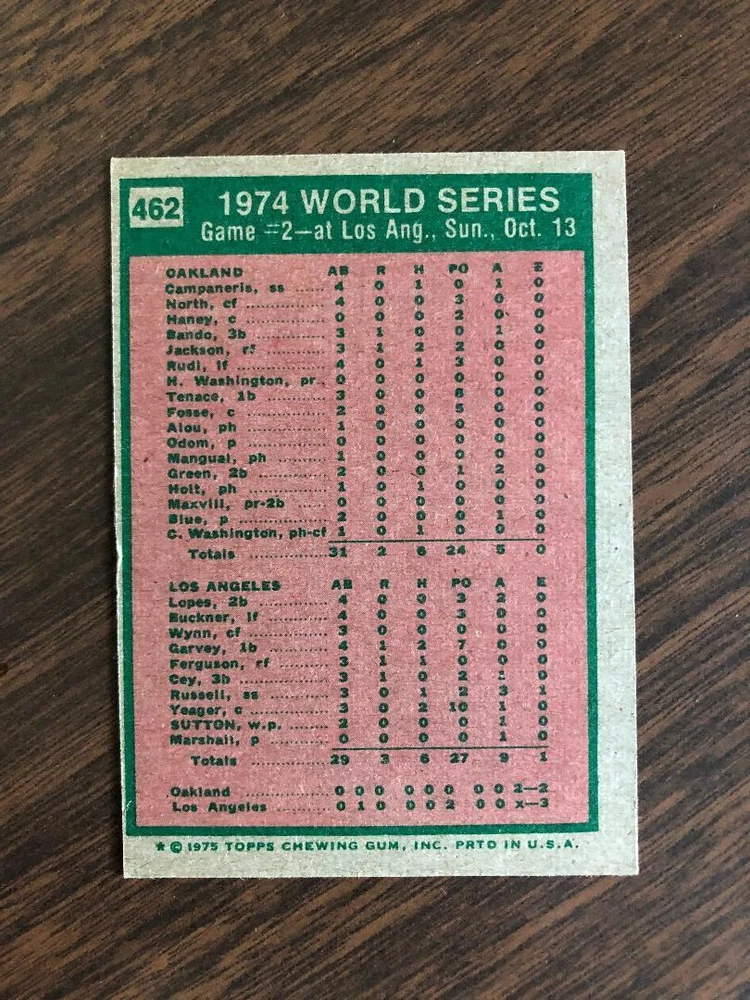 462
1974 WORLD SERIES
Game #2—at Los Ang., Sun., Oct. 13
OAKLAND AB R H PO A E
Campaneris, ss ...... 4 0 1 0 1 0
North, cf ............... 4 0 0 3 0 0
Haney, c ............... 0 0 0 2 0 0
Bando, 3b ............. 3 1 0 0 1 0
Jackson, rf ............ 3 1 2 2 0 0
Rudi, lf .................. 4 0 1 3 0 0
H. Washington, pr.. 0 0 0 0 0 0
Tenace, 1b ............ 3 0 0 8 0 0
Fosse, c ................ 2 0 0 5 0 0
Alou, ph ................ 1 0 0 0 0 0
Odom, p ................ 0 0 0 0 0 0
Mangual, ph .......... 1 0 0 0 0 0
Green, 2b .............. 2 0 0 1 2 0
Holt, ph ................. 1 0 1 0 0 0
Maxvill, pr-2b ........ 0 0 0 0 0 0
Blue, p .................. 2 0 0 0 1 0
C. Washington, ph-cf 1 0 1 0 0 0
Totals ............... 31 2 6 24 5 0
LOS ANGELES AB R H PO A E
Lopes, 2b .............. 4 0 0 3 2 0
Buckner, lf ............ 4 0 0 3 0 0
Wynn, cf ............... 3 0 0 0 0 0
Garvey, 1b ............ 4 1 2 7 0 0
Ferguson, rf .......... 3 1 1 0 0 0
Cey, 3b ................. 3 1 0 2 1 0
Russell, ss ............ 3 0 1 2 3 1
Yeager, c .............. 3 0 2 10 1 0
SUTTON, w.p. ....... 2 0 0 0 1 0
Marshall, p ............ 0 0 0 0 1 0
Totals ............... 29 3 6 27 9 1
Oakland ................ 0 0 0 0 0 0 0 0 2—2
Los Angeles .......... 0 1 0 0 0 2 0 0 x—3
* © 1975 TOPPS CHEWING GUM, INC. PRTD IN U.S.A.